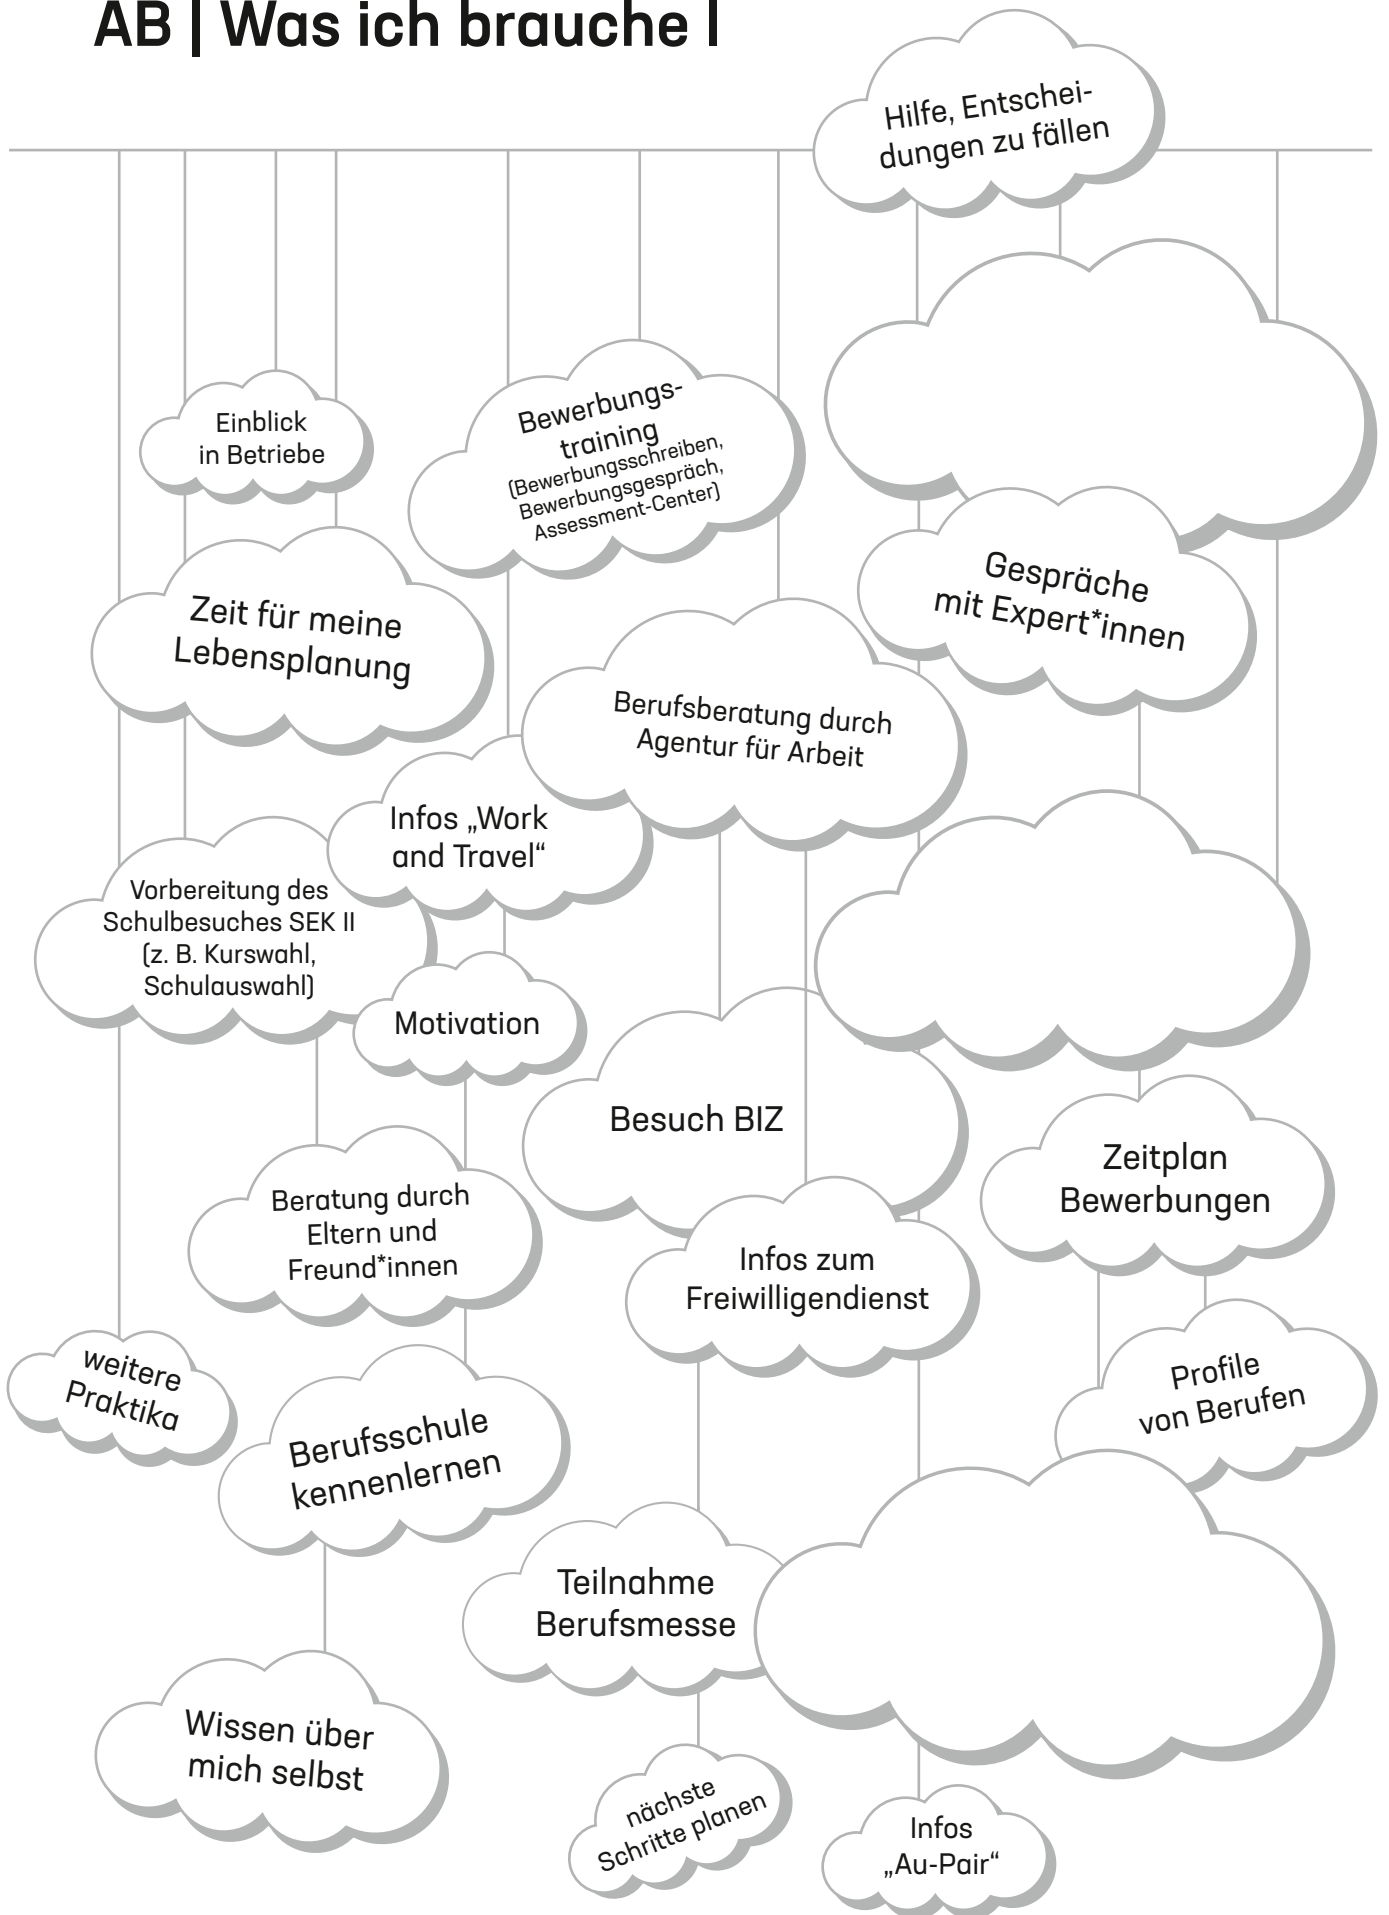 AB | Was ich brauche I
Hilfe, Entschei-
dungen zu fällen
Einblick
in Betriebe
Bewerbungs-
training
(Bewerbungsschreiben,
Bewerbungsgespräch,
Assessment-Center)
Gespräche
mit Expert*innen
Zeit für meine
Lebensplanung
Berufsberatung durch
Agentur für Arbeit
Infos „Work
and Travel“
Vorbereitung des
Schulbesuches SEK II
(z. B. Kurswahl,
Schulauswahl)
Motivation
Besuch BIZ
Zeitplan
Bewerbungen
Beratung durch
Eltern und
Freund*innen
Infos zum
Freiwilligendienst
weitere
Praktika
Profile
von Berufen
Berufsschule
kennenlernen
Teilnahme
Berufsmesse
Wissen über
mich selbst
nächste
Schritte planen
Infos
„Au-Pair“